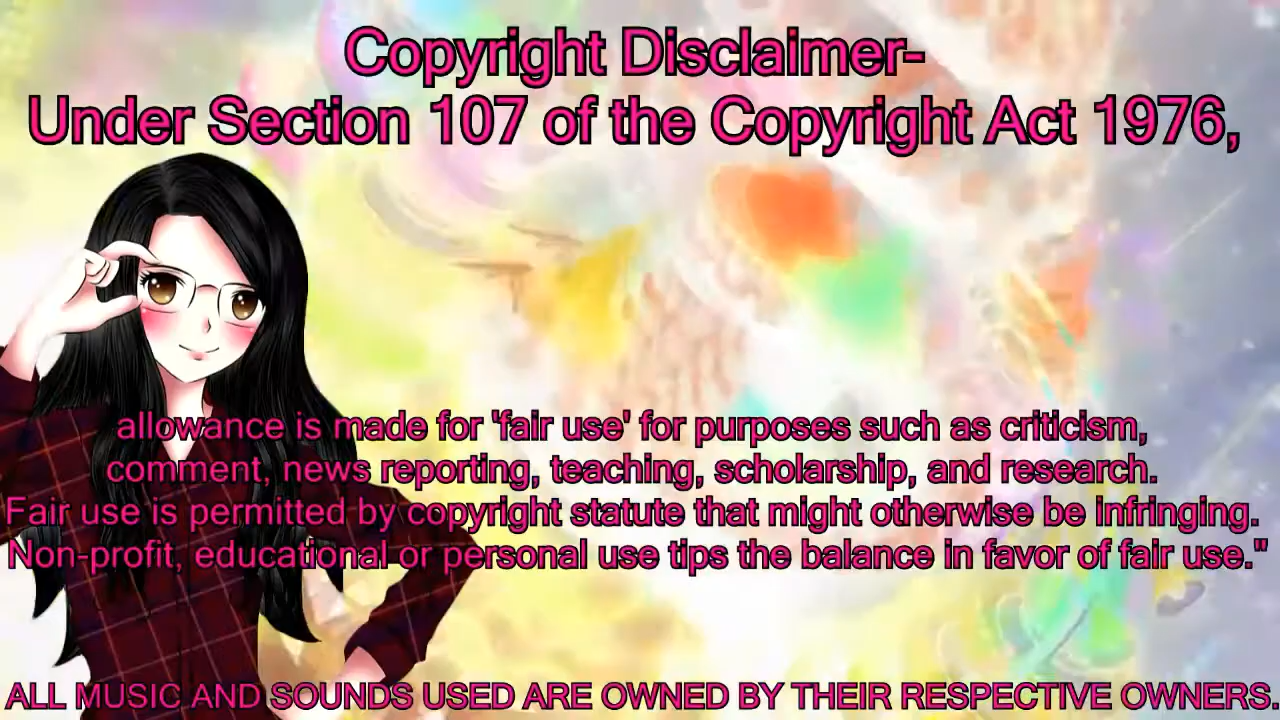 Copyright Disclaimer-
Under Section 107 of the Copyright Act 1976,
allowance is made for 'fair use' for purposes such as criticism,
comment, news reporting, teaching, scholarship, and research.
Fair use is permitted by copyright statute that might otherwise be infringing.
Non-profit, educational or personal use tips the balance in favor of fair use."
ALL MUSIC AND SOUNDS USED ARE OWNED BY THEIR RESPECTIVE OWNERS.